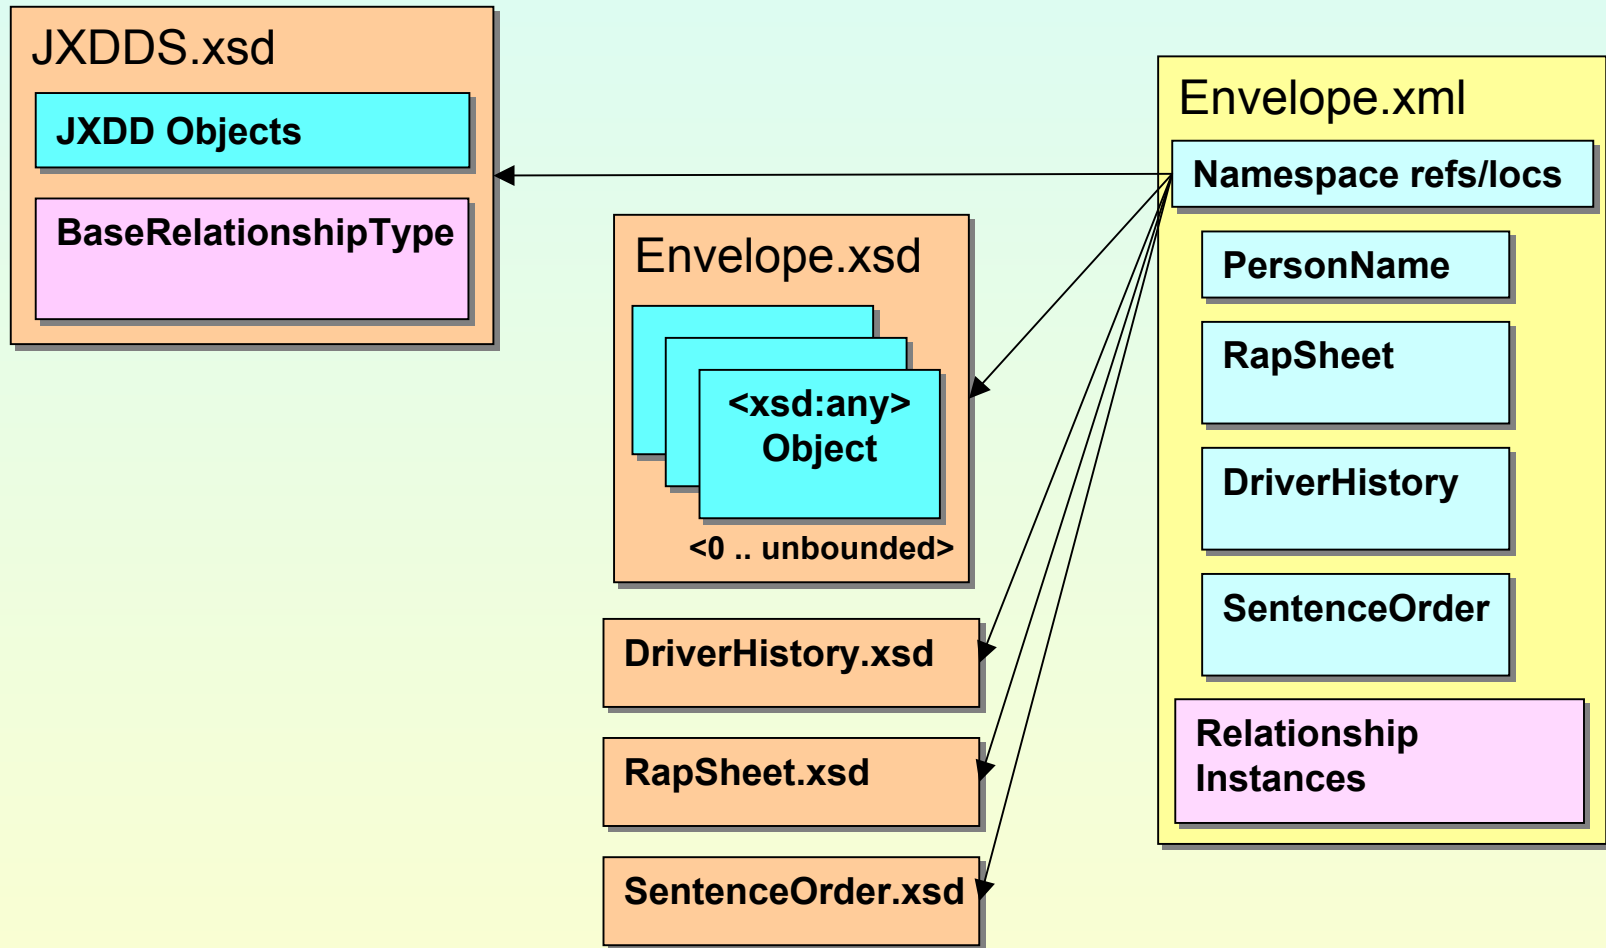 JXDDS.xsd
JXDD Objects
BaseRelationshipType
Envelope.xsd
<xsd:any>
Object
<0 .. unbounded>
DriverHistory.xsd
RapSheet.xsd
SentenceOrder.xsd
Envelope.xml
Namespace refs/locs
PersonName
RapSheet
DriverHistory
SentenceOrder
Relationship
Instances